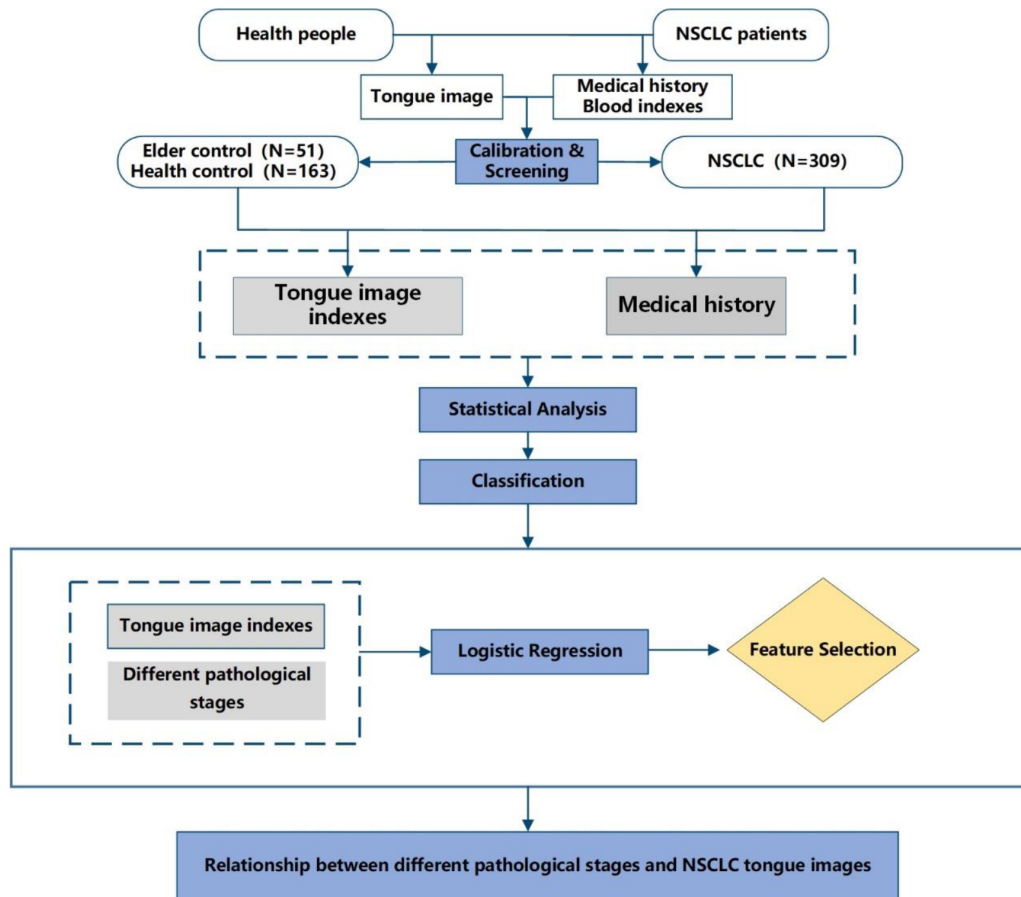 Health people
NSCLC patients
Tongue image
Medical history
Blood indexes
Elder control (N=51)
Health control (N=163)
Calibration &
Screening
NSCLC (N=309)
Tongue image
indexes
Medical history
Statistical Analysis
Classification
Tongue image indexes
Different pathological
stages
Logistic Regression
Feature Selection
Relationship between different pathological stages and NSCLC tongue images